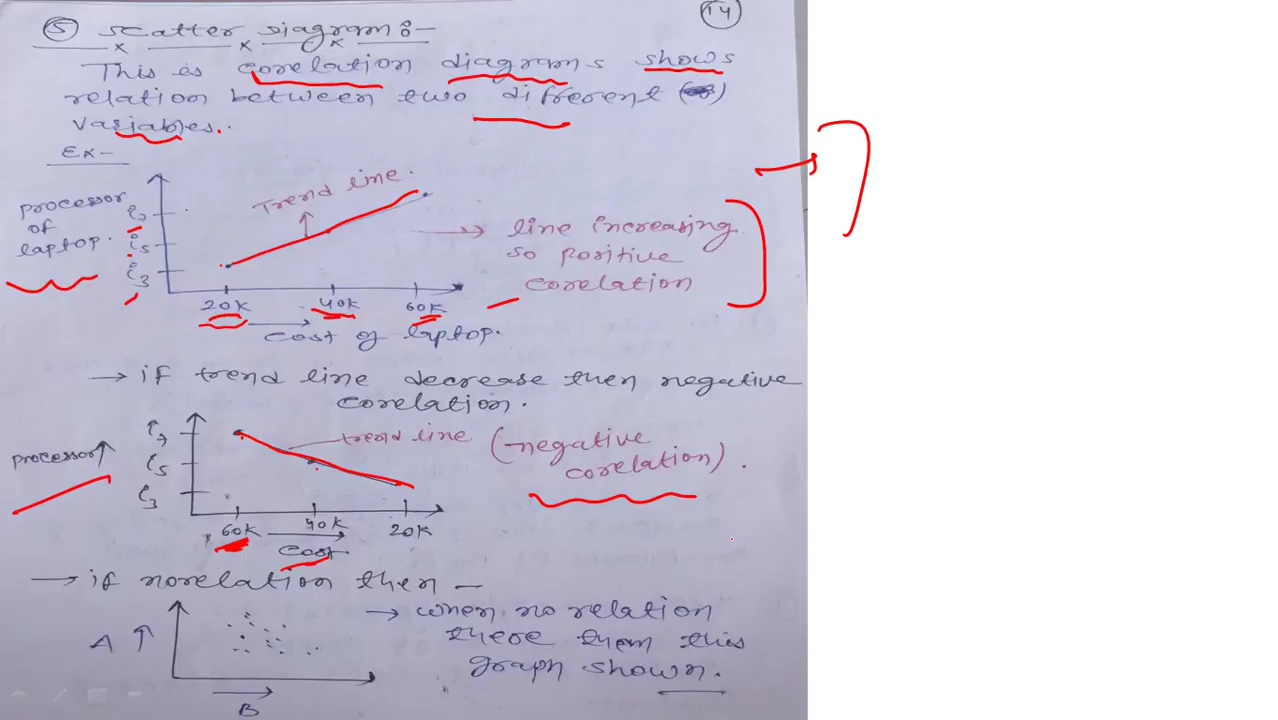 14
5 scatter Diagram :-
This is corelation diagrams shows
relation between two different
variables.
Ex-
Trend line.
processor
of
laptop.
i7
i5
i3
→ line increasing
so positive
corelation
20K 40K 60K
→ cost of laptop.
→ if trend line decrease then negative
corelation.
processor↑
i7
i5
i3
trend line (negative
corelation).
60K 40K 20K
cost
→ if norelation then —
A ↑
→ when no relation
there them this
graph shown.
B